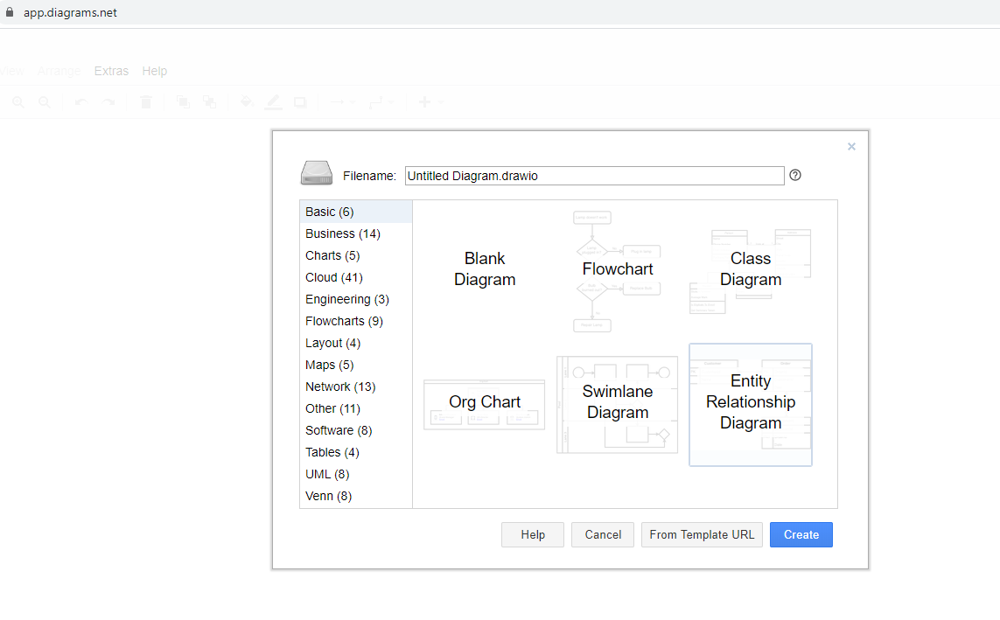 app.diagrams.net
View Arrange Extras Help
Filename: Untitled Diagram.drawio
Basic (6)
Business (14)
Charts (5)
Cloud (41)
Engineering (3)
Flowcharts (9)
Layout (4)
Maps (5)
Network (13)
Other (11)
Software (8)
Tables (4)
UML (8)
Venn (8)
Blank
Diagram
Flowchart
Class
Diagram
Org Chart
Swimlane
Diagram
Entity
Relationship
Diagram
Help Cancel From Template URL Create